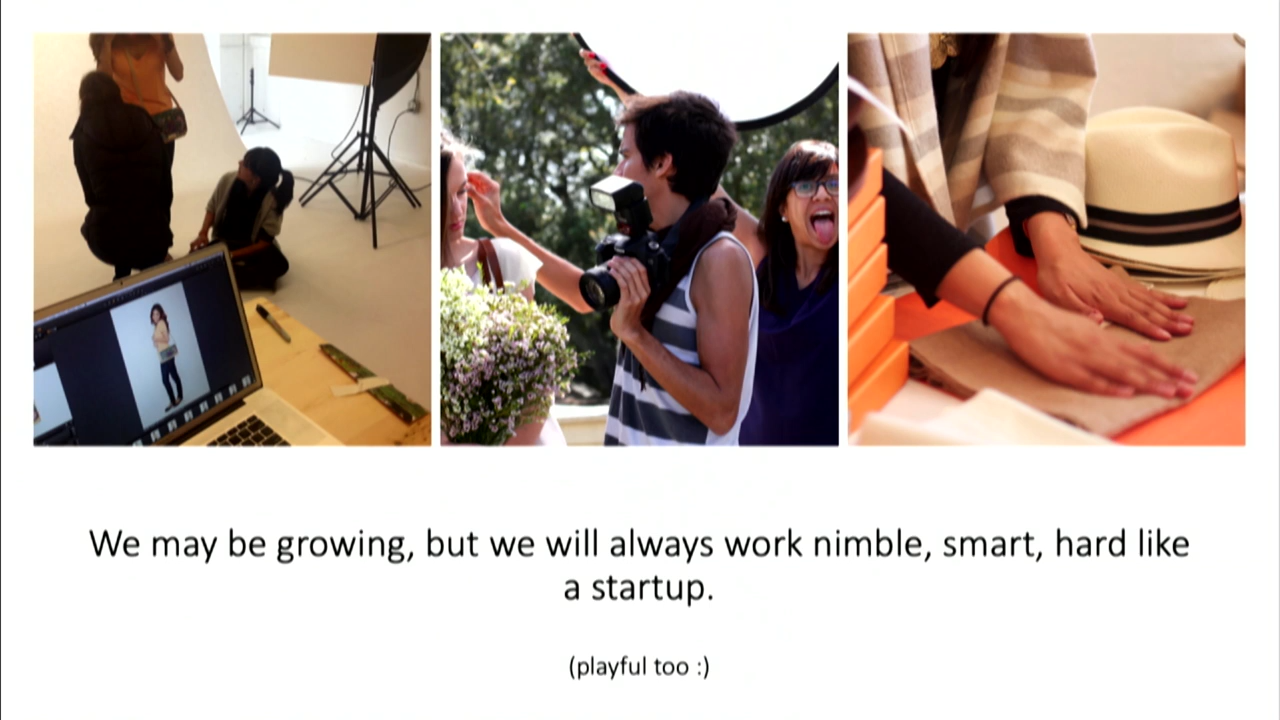 We may be growing, but we will always work nimble, smart, hard like
a startup.
(playful too :)